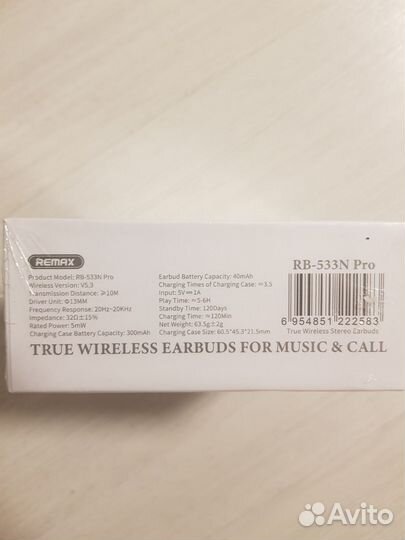 REMAX
Product Model: RB-533N Pro
Wireless Version: V5.3
Transmission Distance: ≥10M
Driver Unit: Φ13MM
Frequency Response: 20Hz~20KHz
Impedance: 32Ω±15%
Rated Power: 5mW
Charging Case Battery Capacity: 300mAh
Earbud Battery Capacity: 40mAh
Charging Times of Charging Case: ≈3.5
Input: 5V⎓1A
Play Time: ≈5-6H
Standby Time: 120Days
Charging Time: ≈120Min
Net Weight: 63.5g±2g
Charging Case Size: 60.5*45.3*21.5mm
RB-533N Pro
6 954851 222583
True Wireless Stereo Earbuds
TRUE WIRELESS EARBUDS FOR MUSIC & CALL
Avito